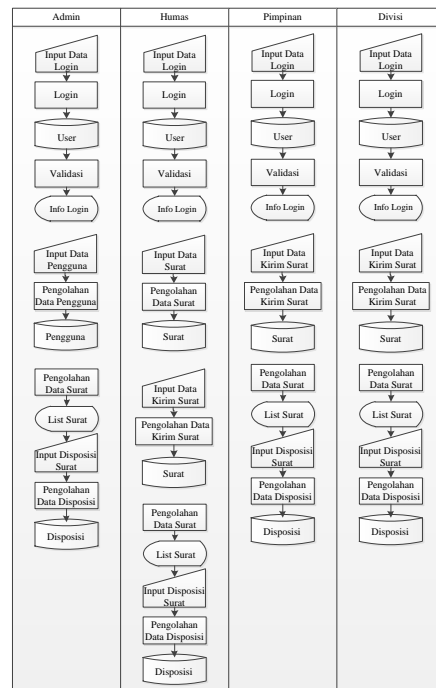 Admin
Input Data
Login
Login
User
Validasi
Info Login
Input Data
Pengguna
Pengolahan
Data Pengguna
Pengguna
Pengolahan
Data Surat
List Surat
Input Disposisi
Surat
Pengolahan
Data Disposisi
Disposisi
Humas
Input Data
Login
Login
User
Validasi
Info Login
Input Data
Surat
Pengolahan
Data Surat
Surat
Input Data
Kirim Surat
Pengolahan Data
Kirim Surat
Surat
Pengolahan
Data Surat
List Surat
Input Disposisi
Surat
Pengolahan
Data Disposisi
Disposisi
Pimpinan
Input Data
Login
Login
User
Validasi
Info Login
Input Data
Kirim Surat
Pengolahan Data
Kirim Surat
Surat
Pengolahan
Data Surat
List Surat
Input Disposisi
Surat
Pengolahan
Data Disposisi
Disposisi
Divisi
Input Data
Login
Login
User
Validasi
Info Login
Input Data
Kirim Surat
Pengolahan Data
Kirim Surat
Surat
Pengolahan
Data Surat
List Surat
Input Disposisi
Surat
Pengolahan
Data Disposisi
Disposisi